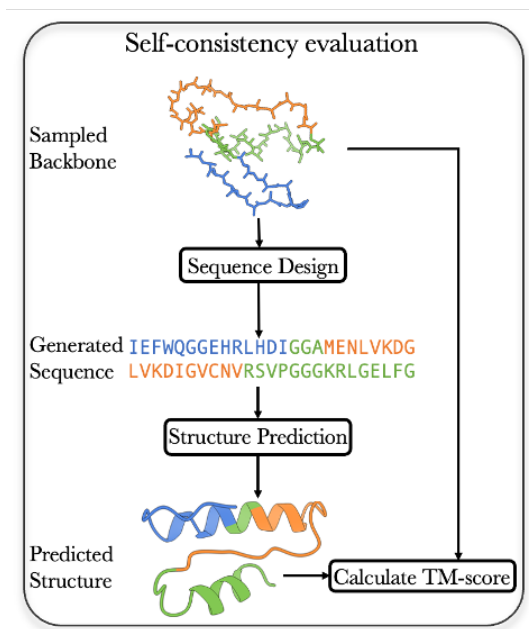 Self-consistency evaluation
Sampled
Backbone
Sequence Design
Generated
Sequence
IEFWQGGEHRLHDIGGAMENLVKDG
LVKDIGVCNVRSVPGGGKRLGELFG
Structure Prediction
Predicted
Structure
Calculate TM-score